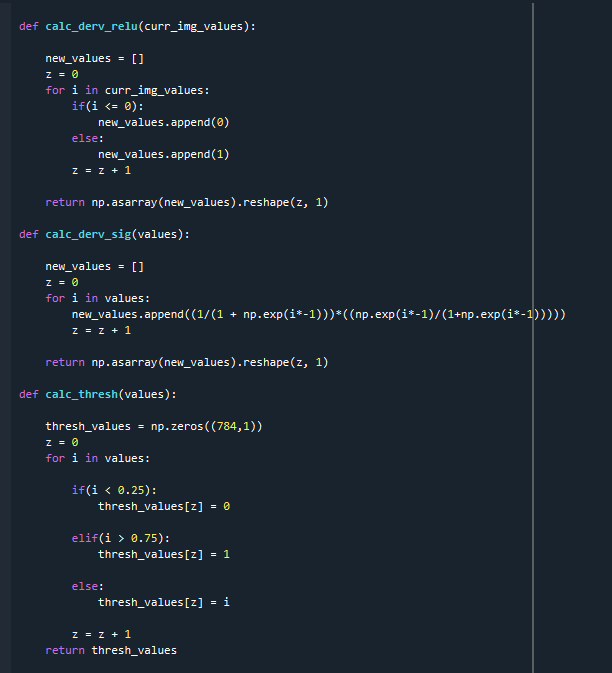 def calc_derv_relu(curr_img_values):
new_values = []
z = 0
for i in curr_img_values:
if(i <= 0):
new_values.append(0)
else:
new_values.append(1)
z = z + 1
return np.asarray(new_values).reshape(z, 1)
def calc_derv_sig(values):
new_values = []
z = 0
for i in values:
new_values.append((1/(1 + np.exp(i*-1)))*((np.exp(i*-1)/(1+np.exp(i*-1)))))
z = z + 1
return np.asarray(new_values).reshape(z, 1)
def calc_thresh(values):
thresh_values = np.zeros((784,1))
z = 0
for i in values:
if(i < 0.25):
thresh_values[z] = 0
elif(i > 0.75):
thresh_values[z] = 1
else:
thresh_values[z] = i
z = z + 1
return thresh_values